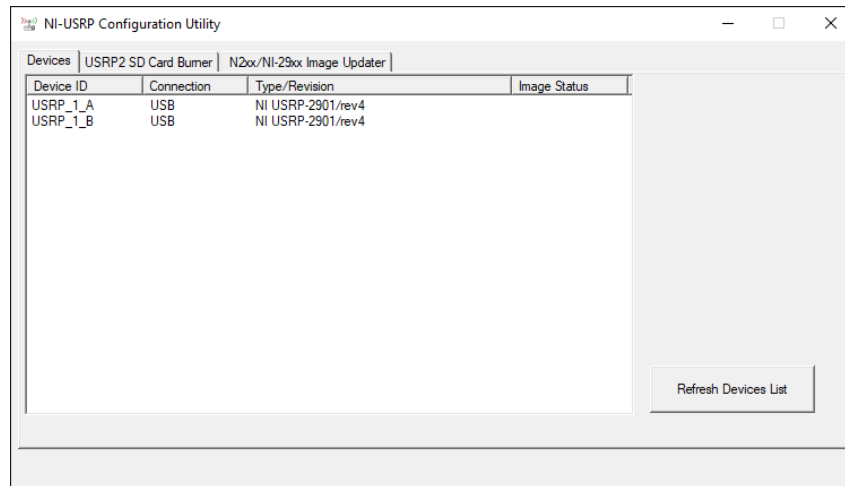 NI-USRP Configuration Utility
Devices USRP2 SD Card Burner N2xx/NI-29xx Image Updater
Device ID Connection Type/Revision Image Status
USRP_1_A USB NI USRP-2901/rev4
USRP_1_B USB NI USRP-2901/rev4
Refresh Devices List